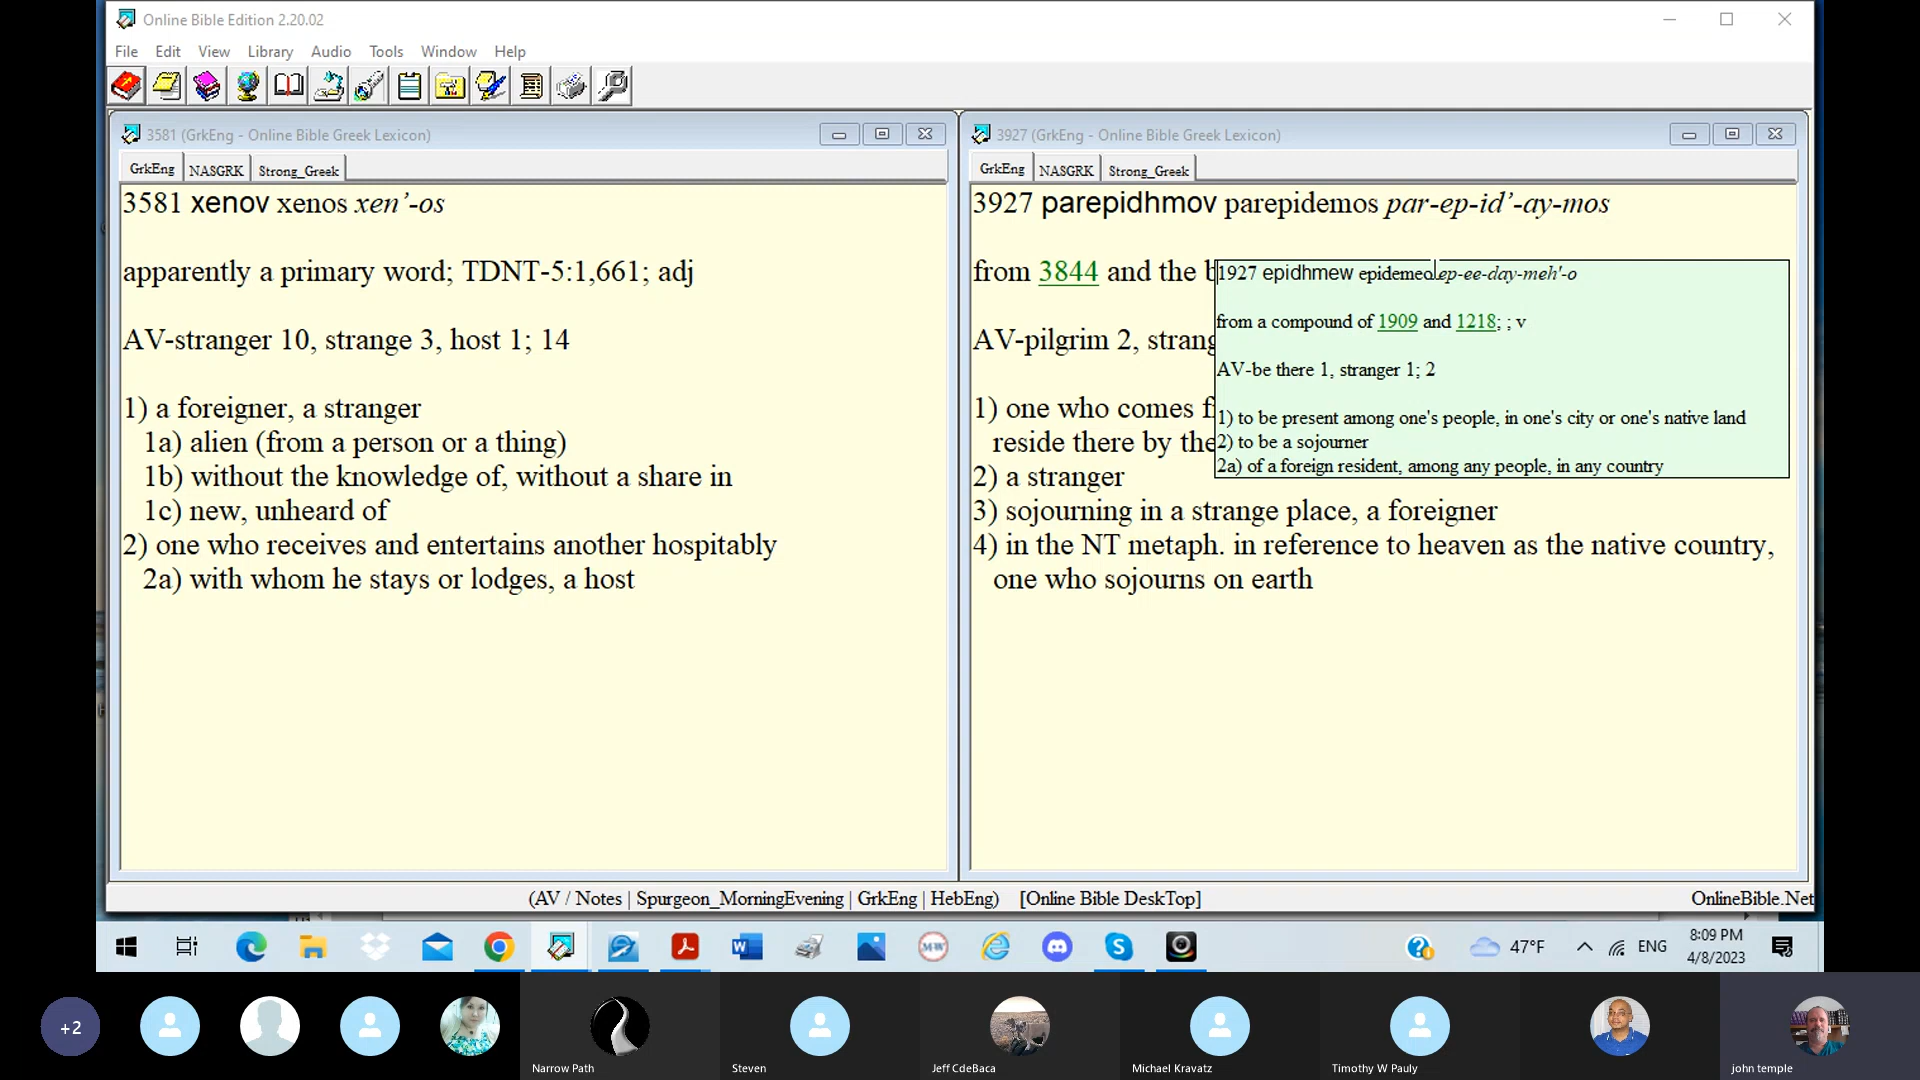 Online Bible Edition 2.20.02
File Edit View Library Audio Tools Window Help
3581 (GrkEng - Online Bible Greek Lexicon)
GrkEng NASGRK Strong_Greek
3581 xenov xenos xen’-os
apparently a primary word; TDNT-5:1,661; adj
AV-stranger 10, strange 3, host 1; 14
1) a foreigner, a stranger
1a) alien (from a person or a thing)
1b) without the knowledge of, without a share in
1c) new, unheard of
2) one who receives and entertains another hospitably
2a) with whom he stays or lodges, a host
3927 (GrkEng - Online Bible Greek Lexicon)
GrkEng NASGRK Strong_Greek
3927 parepidhmov parepidemos par-ep-id’-ay-mos
from 3844 and the
AV-pilgrim 2,
1) one who comes
reside there by
2) a stranger
3) sojourning in a strange place, a foreigner
4) in the NT metaph. in reference to heaven as the native country,
one who sojourns on earth
1927 epidhmew epidemeo ep-ee-day-meh'-o
from a compound of 1909 and 1218; ; v
AV-be there 1, stranger 1; 2
1) to be present among one's people, in one's city or one's native land
2) to be a sojourner
2a) of a foreign resident, among any people, in any country
(AV / Notes | Spurgeon_MorningEvening | GrkEng | HebEng) [Online Bible DeskTop] OnlineBible.Net
47°F ENG 8:09 PM
4/8/2023
+2
Narrow Path
Steven
Jeff CdeBaca
Michael Kravatz
Timothy W Pauly
john temple